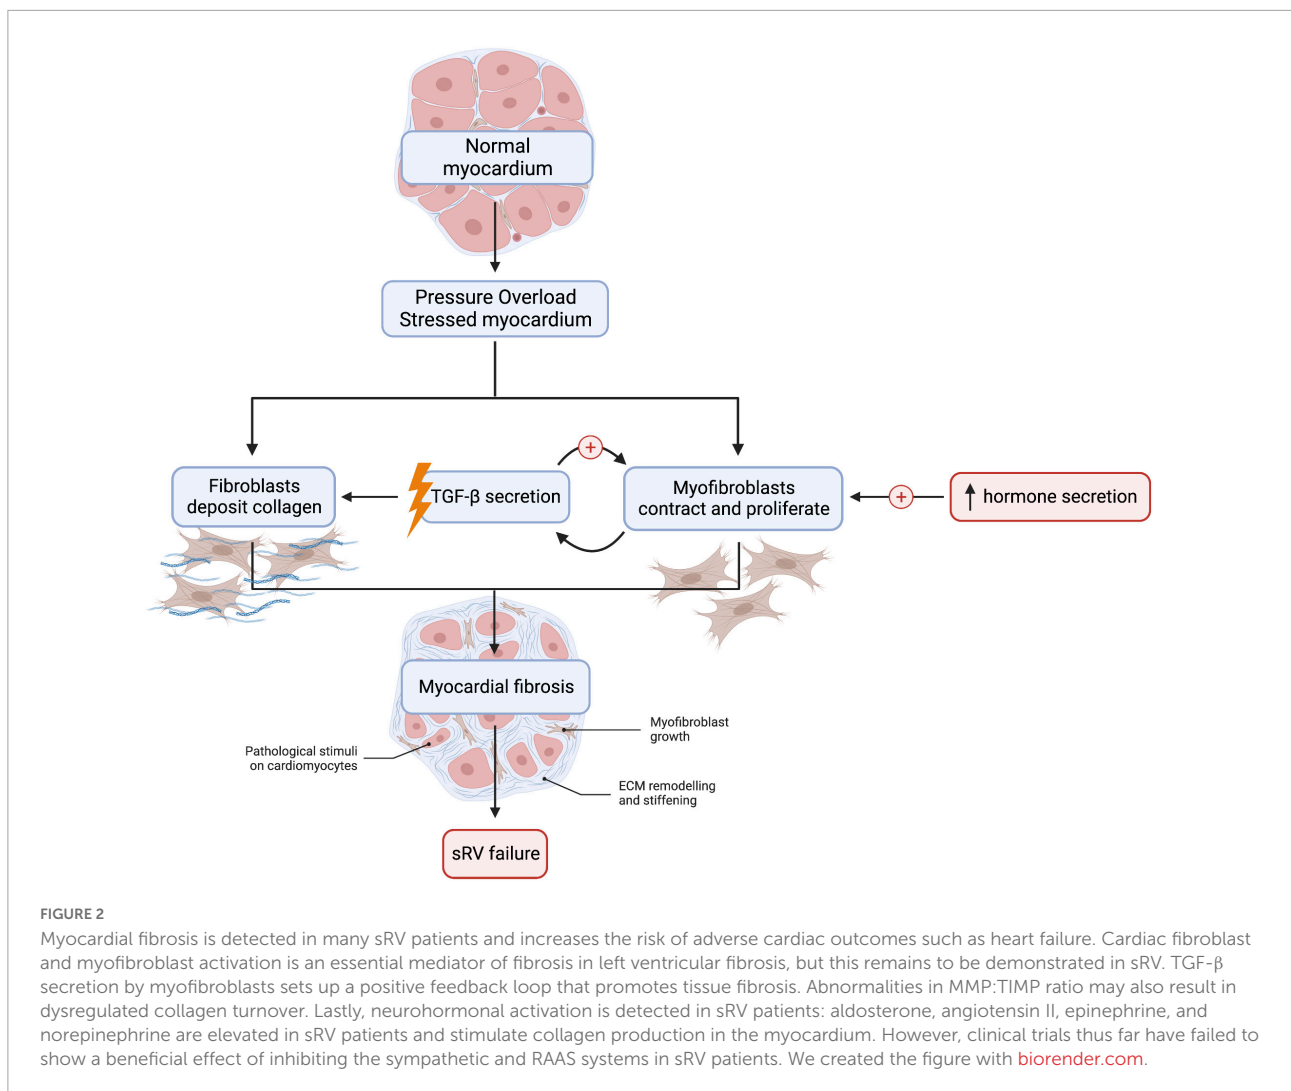 Normal
myocardium
Pressure Overload
Stressed myocardium
Fibroblasts
deposit collagen
TGF-β secretion
+
Myofibroblasts
contract and proliferate
+
↑ hormone secretion
Myocardial fibrosis
Myofibroblast
growth
Pathological stimuli
on cardiomyocytes
ECM remodelling
and stiffening
sRV failure
FIGURE 2
Myocardial fibrosis is detected in many sRV patients and increases the risk of adverse cardiac outcomes such as heart failure. Cardiac fibroblast
and myofibroblast activation is an essential mediator of fibrosis in left ventricular fibrosis, but this remains to be demonstrated in sRV. TGF-β
secretion by myofibroblasts sets up a positive feedback loop that promotes tissue fibrosis. Abnormalities in MMP:TIMP ratio may also result in
dysregulated collagen turnover. Lastly, neurohormonal activation is detected in sRV patients: aldosterone, angiotensin II, epinephrine, and
norepinephrine are elevated in sRV patients and stimulate collagen production in the myocardium. However, clinical trials thus far have failed to
show a beneficial effect of inhibiting the sympathetic and RAAS systems in sRV patients. We created the figure with biorender.com.